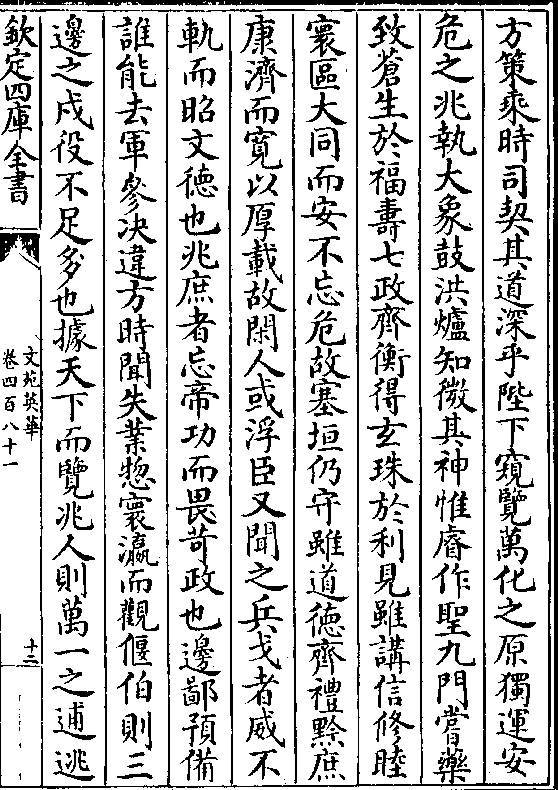 方策乘時司契其道深乎陛下窺覽萬化之原獨運安
危之兆執大象鼓洪爐知微其神惟睿作聖九門嘗藥
致蒼生於福壽七政齊衡得玄珠於利見雖講信修睦
寰區大同而安不忘危故塞垣仍守雖道德齊禮黙庶
康濟而寛以厚載故閑人或浮臣又聞之兵戈者威不
軌而昭文德也兆庶者忘帝功而畏苛政也邊鄙預備
誰能去軍參决違方時聞失業惣寰瀛而觀偃伯則三
邊之戍役不足多也據天下而覽兆人則萬一之逋逃
欽定四庫全書
文苑英華
卷四百八十一
十二